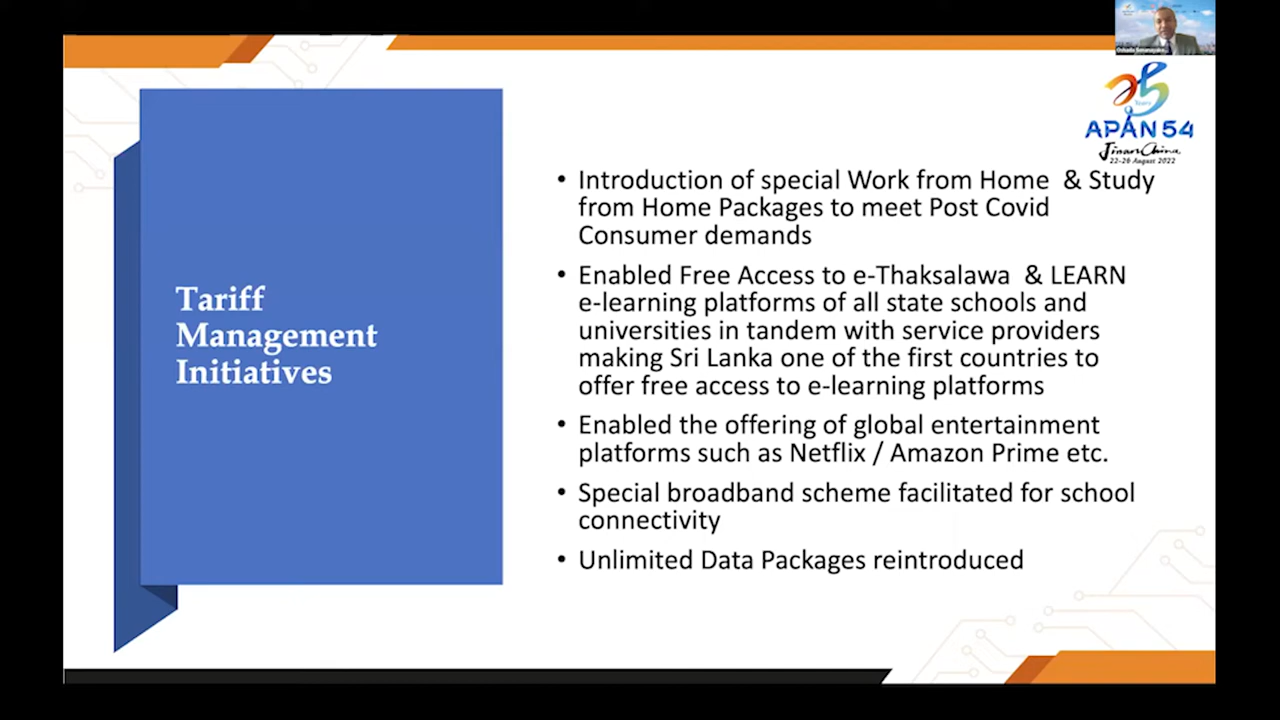 25
Years
APAN 54
Jinan China
22-26 August 2022
Tariff
Management
Initiatives
• Introduction of special Work from Home & Study
from Home Packages to meet Post Covid
Consumer demands
• Enabled Free Access to e-Thaksalawa & LEARN
e-learning platforms of all state schools and
universities in tandem with service providers
making Sri Lanka one of the first countries to
offer free access to e-learning platforms
• Enabled the offering of global entertainment
platforms such as Netflix / Amazon Prime etc.
• Special broadband scheme facilitated for school
connectivity
• Unlimited Data Packages reintroduced